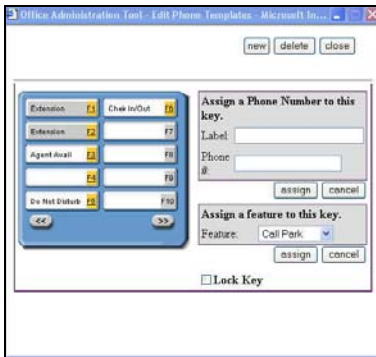 Office Administration Tool - Edit Phone Templates - Microsoft In...
new delete close
Extension F1 Chek In/Out F6
Extension F2 F7
Agent Avail F3 F8
F4 F9
Do Not Disturb F5 F10
<< >>
Assign a Phone Number to this
key.
Label:
Phone
#:
assign cancel
Assign a feature to this key.
Feature: Call Park
assign cancel
Lock Key